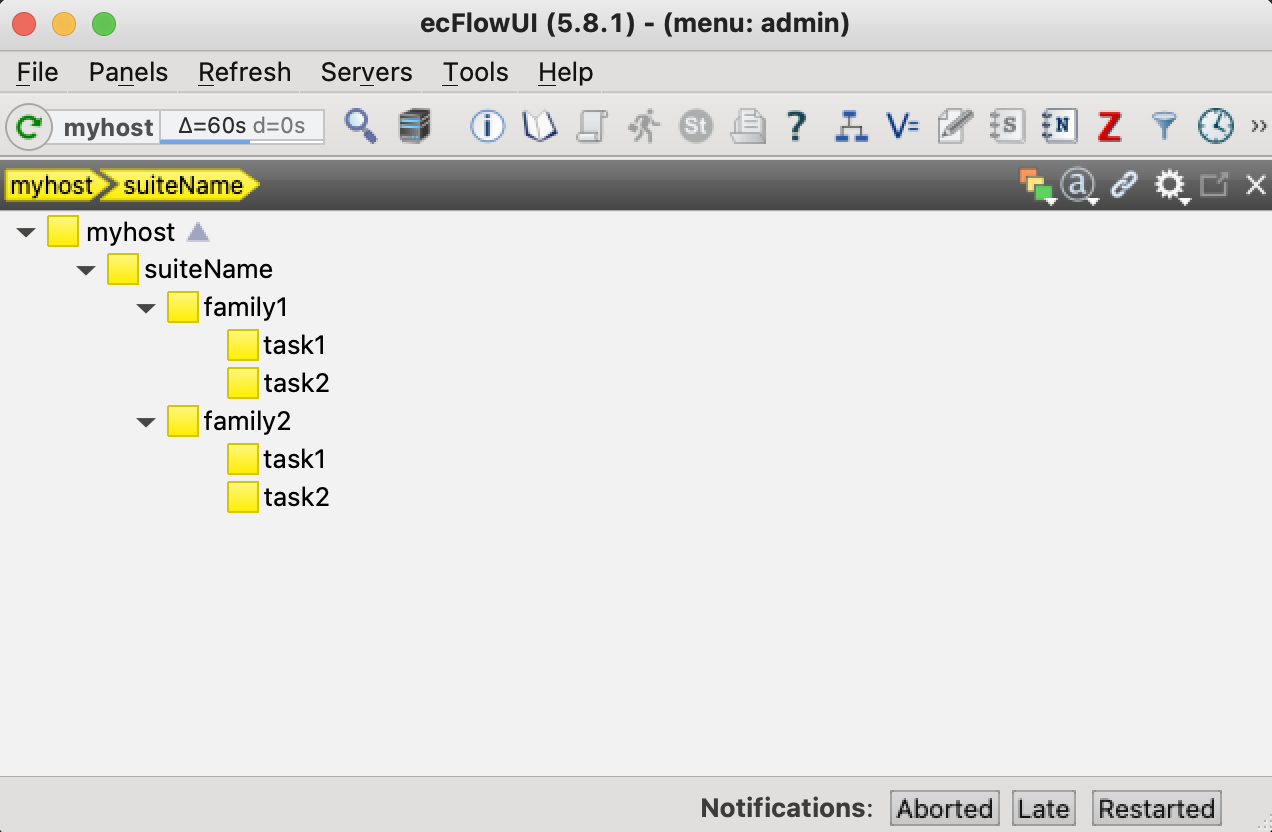 ecFlowUI (5.8.1) - (menu: admin)
File Panels Refresh Servers Tools Help
myhost Δ=60s d=0s i St ? V= S N Z »
myhost suiteName a
myhost
suiteName
family1
task1
task2
family2
task1
task2
Notifications: Aborted Late Restarted